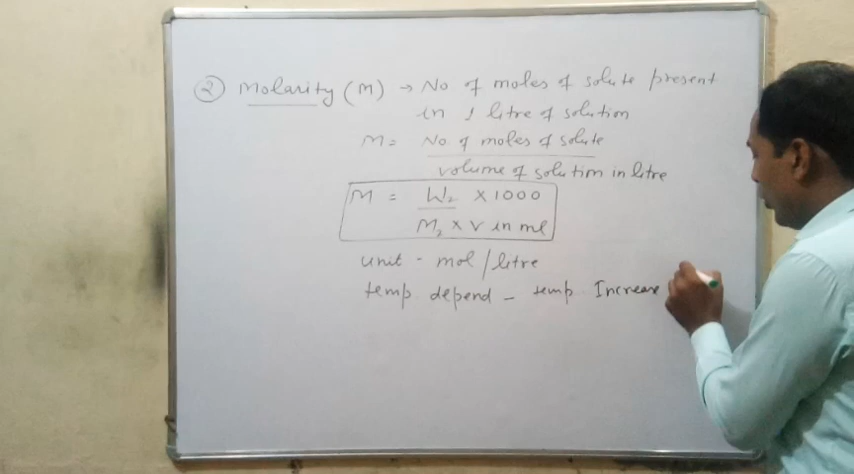 ② Molarity (M) → No of moles of solute present
in 1 litre of solution
M = No. of moles of solute
volume of solution in litre
M = W₂ × 1000
M₂ × V in ml
unit - mol/litre
temp depend - temp Increase